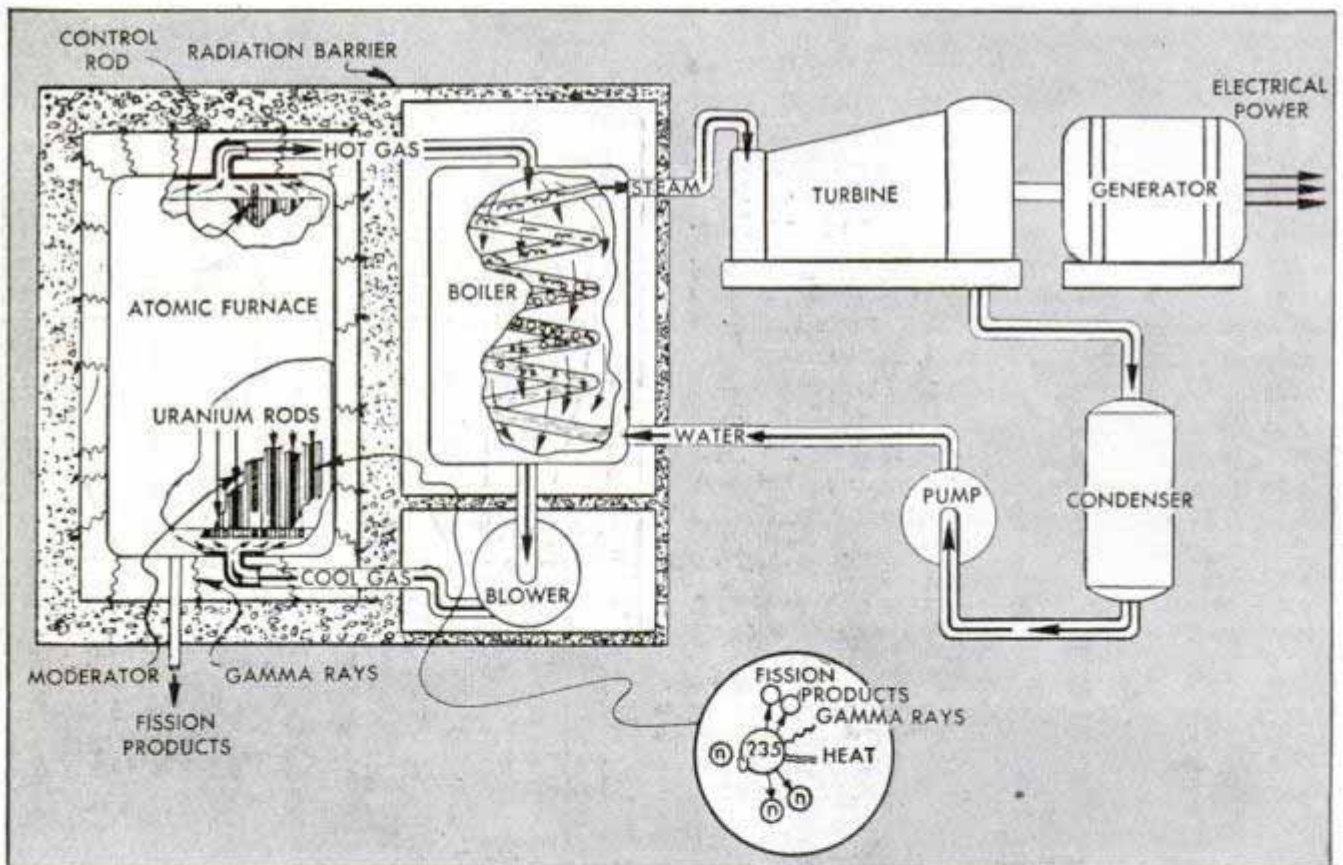 CONTROL
ROD
RADIATION BARRIER
ELECTRICAL
POWER
HOT GAS
STEAM
TURBINE
GENERATOR
BOILER
ATOMIC FURNACE
URANIUM RODS
WATER
PUMP
CONDENSER
COOL GAS
BLOWER
MODERATOR
GAMMA RAYS
FISSION
PRODUCTS
FISSION
PRODUCTS
GAMMA RAYS
n
235
HEAT
n
n